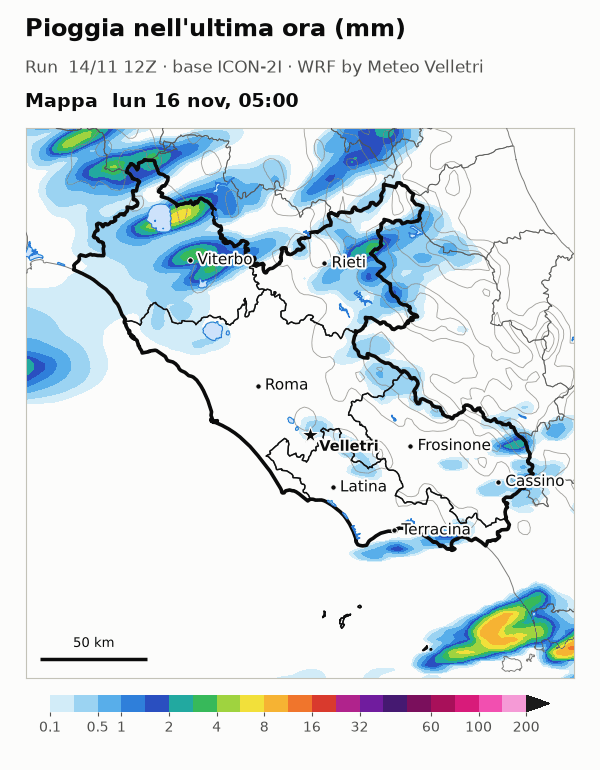 Pioggia nell'ultima ora (mm)
Run 14/11 12Z · base ICON-2I · WRF by Meteo Velletri
Mappa lun 16 nov, 05:00
Viterbo
Rieti
Roma
Velletri
Frosinone
Cassino
Latina
Terracina
50 km
0.1 0.5 1 2 4 8 16 32 60 100 200